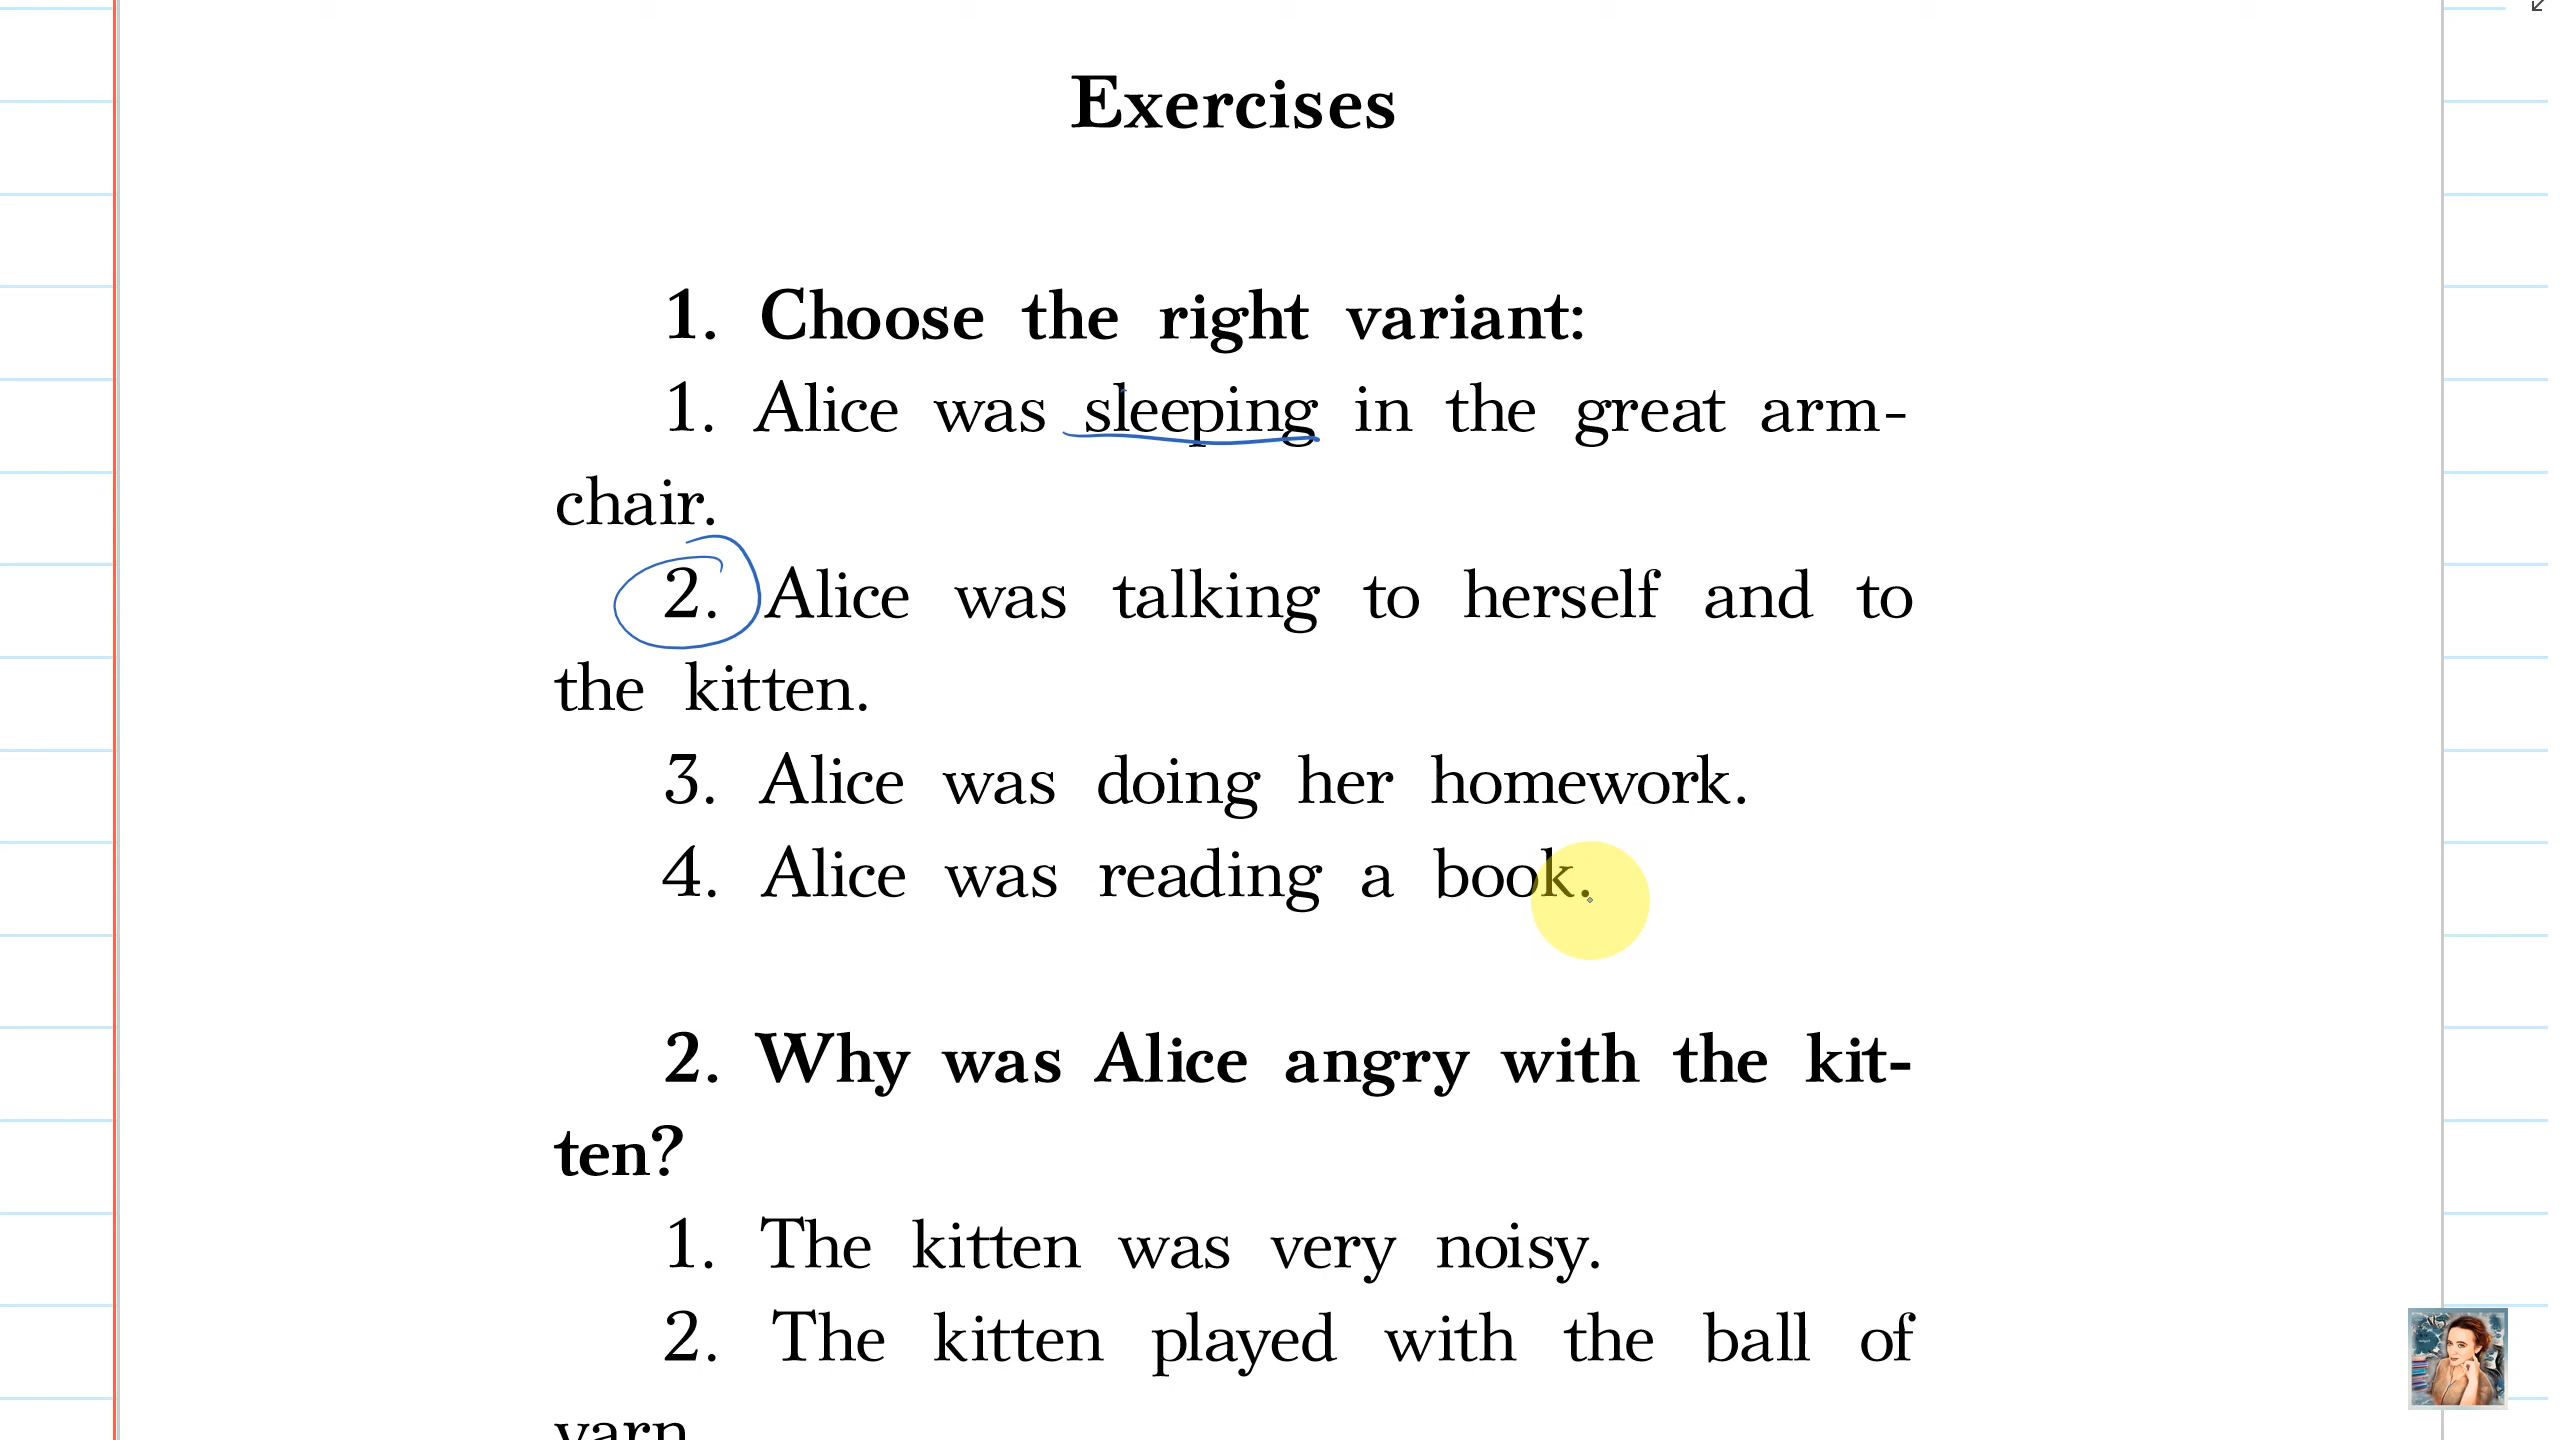 Exercises
1. Choose the right variant:
1. Alice was sleeping in the great arm-
chair.
2. Alice was talking to herself and to
the kitten.
3. Alice was doing her homework.
4. Alice was reading a book.
2. Why was Alice angry with the kit-
ten?
1. The kitten was very noisy.
2. The kitten played with the ball of
yarn